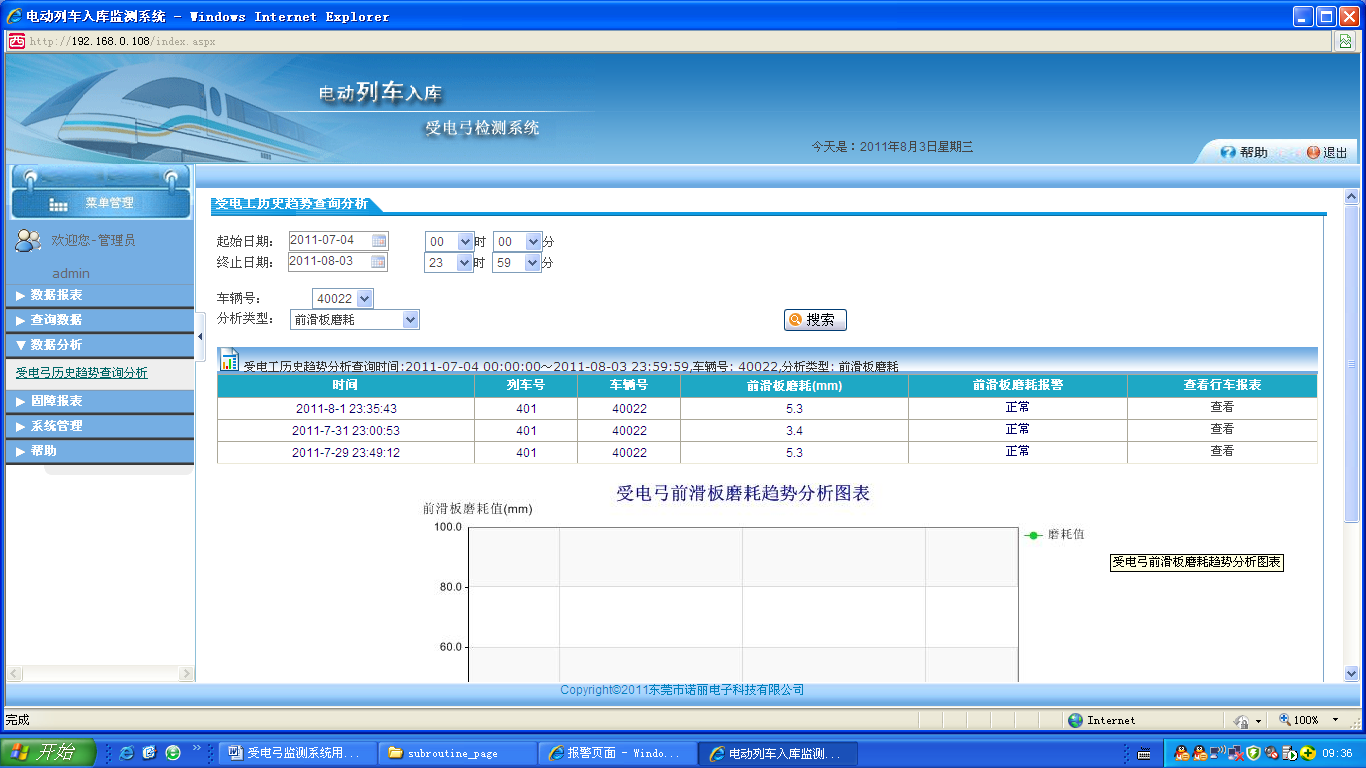 电动列车入库监测系统 - Windows Internet Explorer
http://192.168.0.108/index.aspx
电动列车入库
受电弓检测系统
今天是：2011年8月3日星期三
帮助
退出
菜单管理
欢迎您-管理员
admin
数据报表
查询数据
数据分析
受电弓历史趋势查询分析
固障报表
系统管理
帮助
受电工历史趋势查询分析
起始日期： 2011-07-04 00 时 00 分
终止日期： 2011-08-03 23 时 59 分
车辆号： 40022
分析类型： 前滑板磨耗 搜索
受电工历史趋势分析查询时间:2011-07-04 00:00:00～2011-08-03 23:59:59,车辆号: 40022,分析类型: 前滑板磨耗
时间 列车号 车辆号 前滑板磨耗(mm) 前滑板磨耗报警 查看行车报表
2011-8-1 23:35:43 401 40022 5.3 正常 查看
2011-7-31 23:00:53 401 40022 3.4 正常 查看
2011-7-29 23:49:12 401 40022 5.3 正常 查看
受电弓前滑板磨耗趋势分析图表
前滑板磨耗值(mm)
100.0
磨耗值
受电弓前滑板磨耗趋势分析图表
80.0
60.0
Copyright©2011东莞市诺丽电子科技有限公司
完成
Internet
100%
开始
受电弓监测系统用...
subroutine_page
报警页面 - Windo...
电动列车入库监测...
09:36